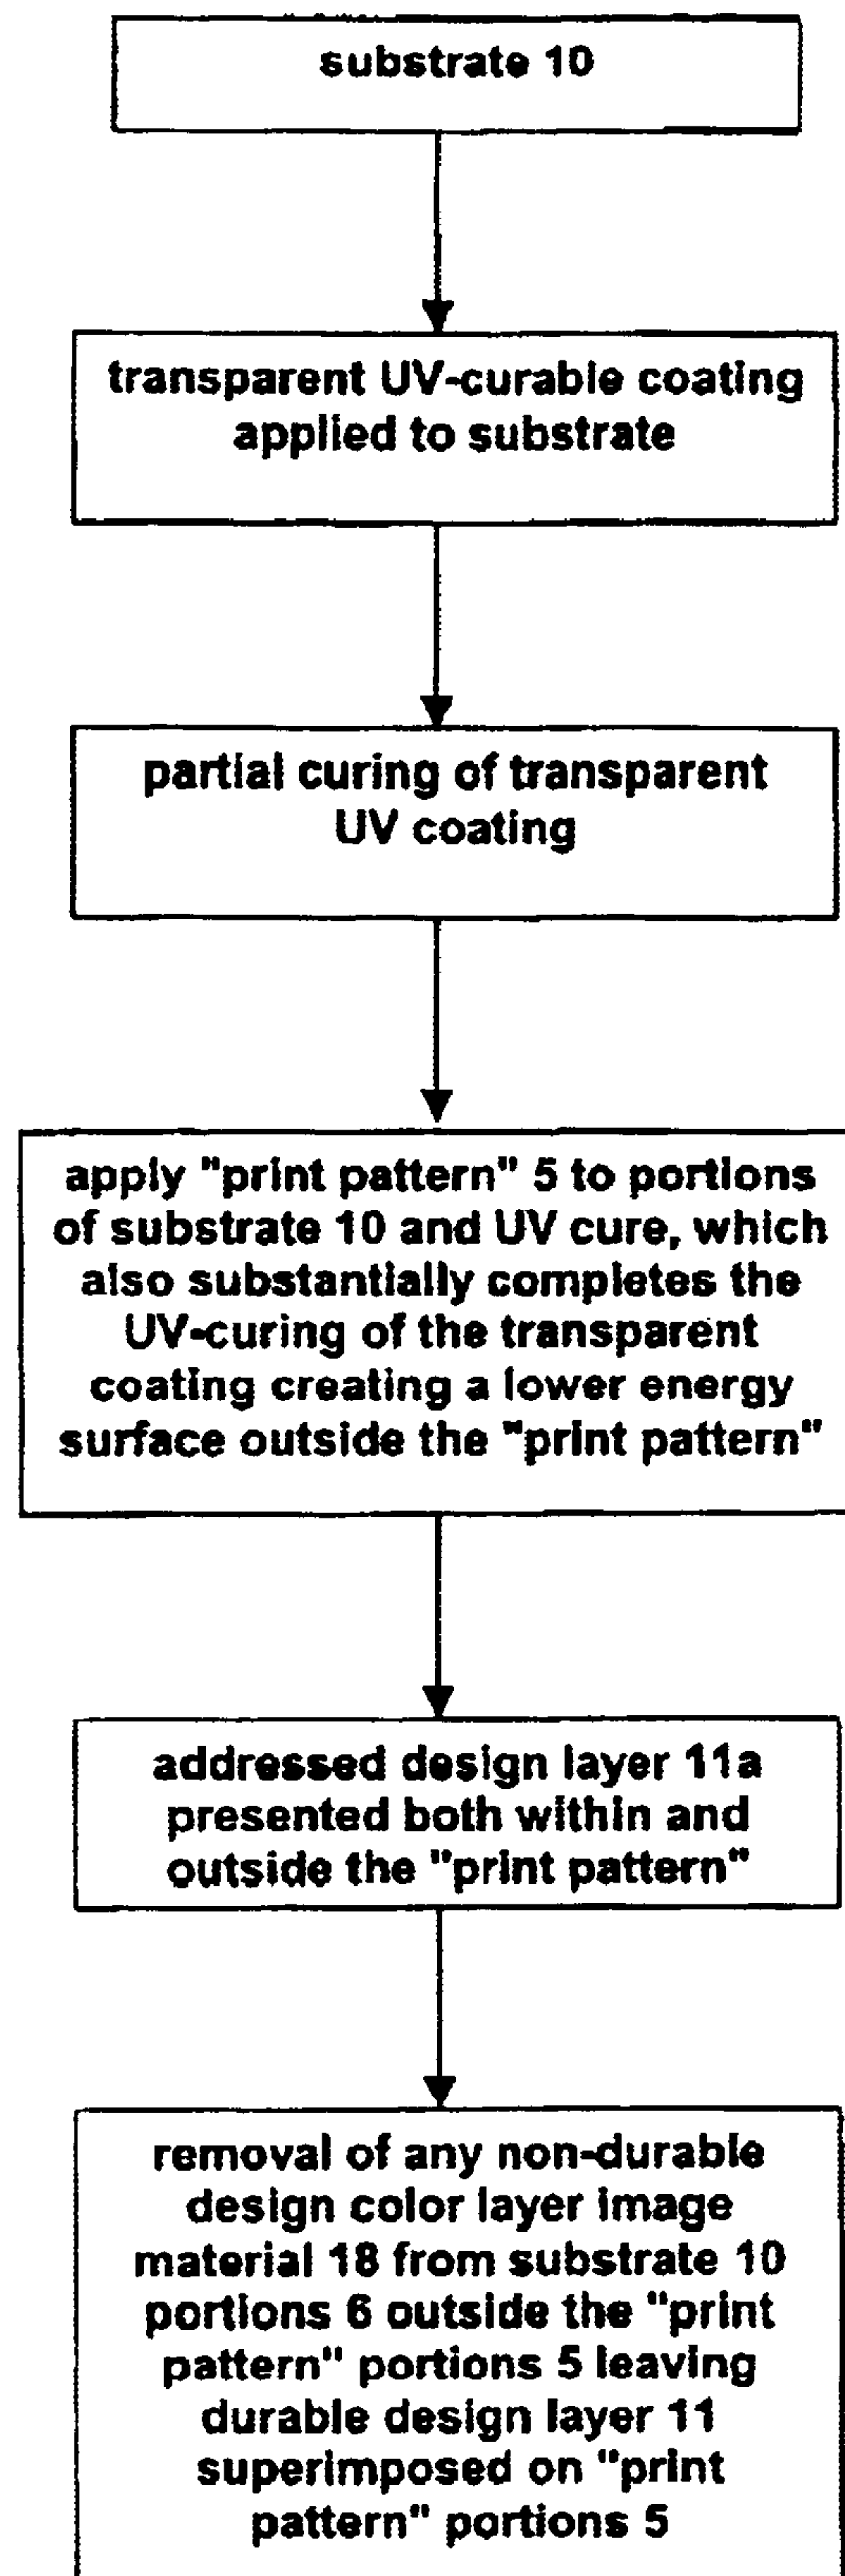 substrate 10
transparent UV-curable coating
applied to substrate
partial curing of transparent
UV coating
apply "print pattern" 5 to portions
of substrate 10 and UV cure, which
also substantially completes the
UV-curing of the transparent
coating creating a lower energy
surface outside the "print pattern"
addressed design layer 11a
presented both within and
outside the "print pattern"
removal of any non-durable
design color layer image
material 18 from substrate 10
portions 6 outside the "print
pattern" portions 5 leaving
durable design layer 11
superimposed on "print
pattern" portions 5